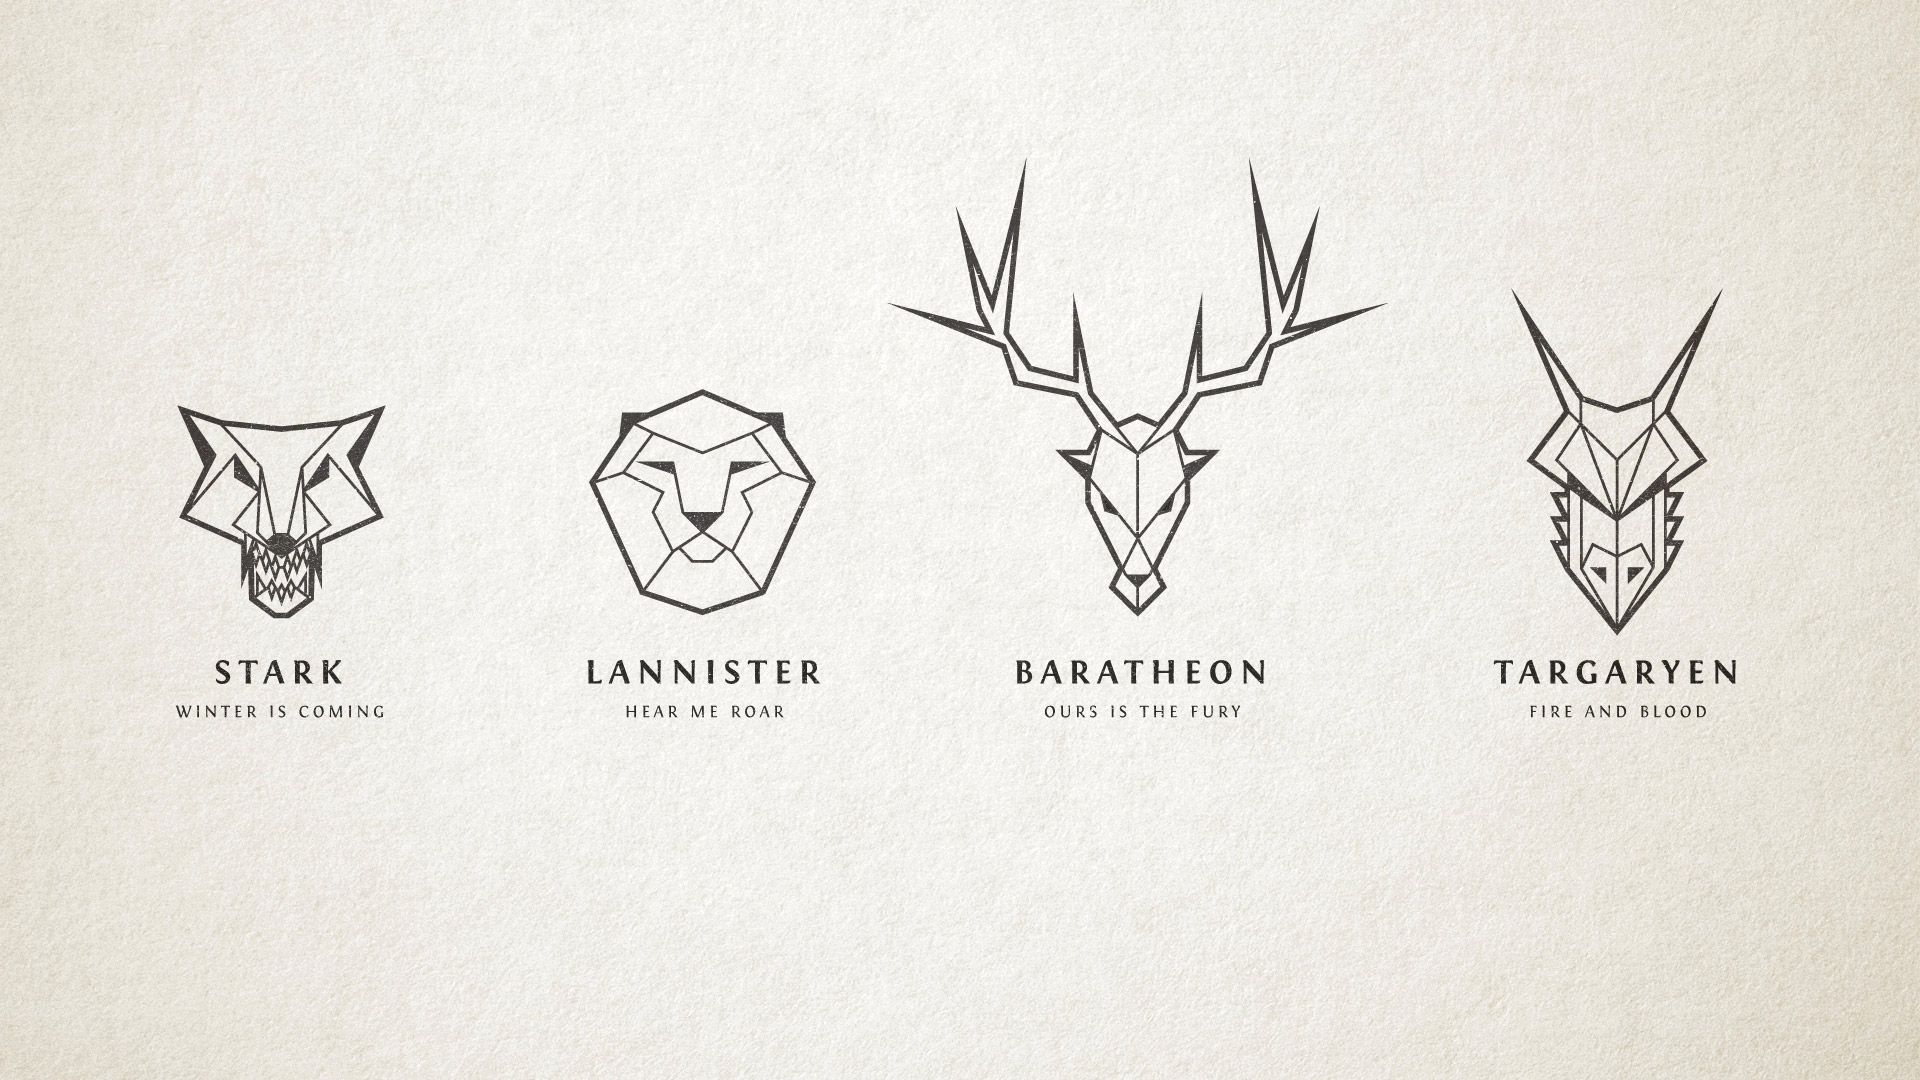 STARK
WINTER IS COMING
LANNISTER
HEAR ME ROAR
BARATHEON
OURS IS THE FURY
TARGARYEN
FIRE AND BLOOD